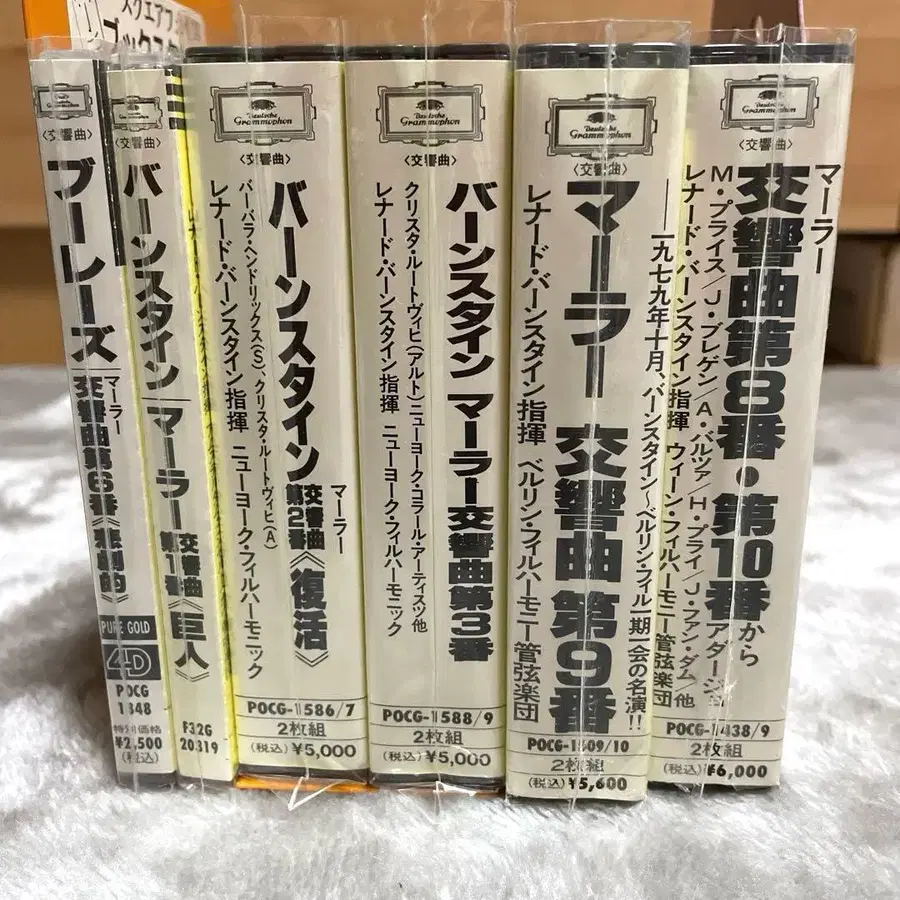 スクエアフ
ブックス
Deutsche
Grammophon
〈交響曲〉
ブーレーズ
マーラー
交響曲第6番《悲劇的》
PURE GOLD
4D
POCG
1848
特別価格
¥2,500
(税込)
Deutsche
Grammophon
〈交響曲〉
バーンスタイン
マーラー
交響曲
第1番
《巨人》
F32G
20319
Deutsche
Grammophon
〈交響曲〉
バーンスタイン
マーラー
交響曲
第2番
《復活》
バーバラ・ヘンドリックス(S)、クリスタ・ルートヴィヒ(A)
レナード・バーンスタイン指揮 ニューヨーク・フィルハーモニック
POCG-1586/7
2枚組
(税込)¥5,000
Deutsche
Grammophon
〈交響曲〉
バーンスタイン マーラー交響曲第3番
クリスタ・ルートヴィヒ(アルト)ニューヨーク・コラール・アーティスツ他
レナード・バーンスタイン指揮 ニューヨーク・フィルハーモニック
POCG-1588/9
2枚組
(税込)¥5,000
Deutsche
Grammophon
〈交響曲〉
──一九七九年十月、バーンスタイン〜ベルリン・フィル一期一会の名演!!
マーラー 交響曲 第9番
レナード・バーンスタイン指揮 ベルリン・フィルハーモニー管弦楽団
POCG-1509/10
2枚組
(税込)¥5,600
Deutsche
Grammophon
〈交響曲〉
マーラー
交響曲第8番・第10番からアダージョ
M・プライス/J・ブレゲン/A・バルツァ/H・プライ/J・ファン・ダム/他
レナード・バーンスタイン指揮 ウィーン・フィルハーモニー管弦楽団
POCG-1438/9
2枚組
(税込)¥6,000